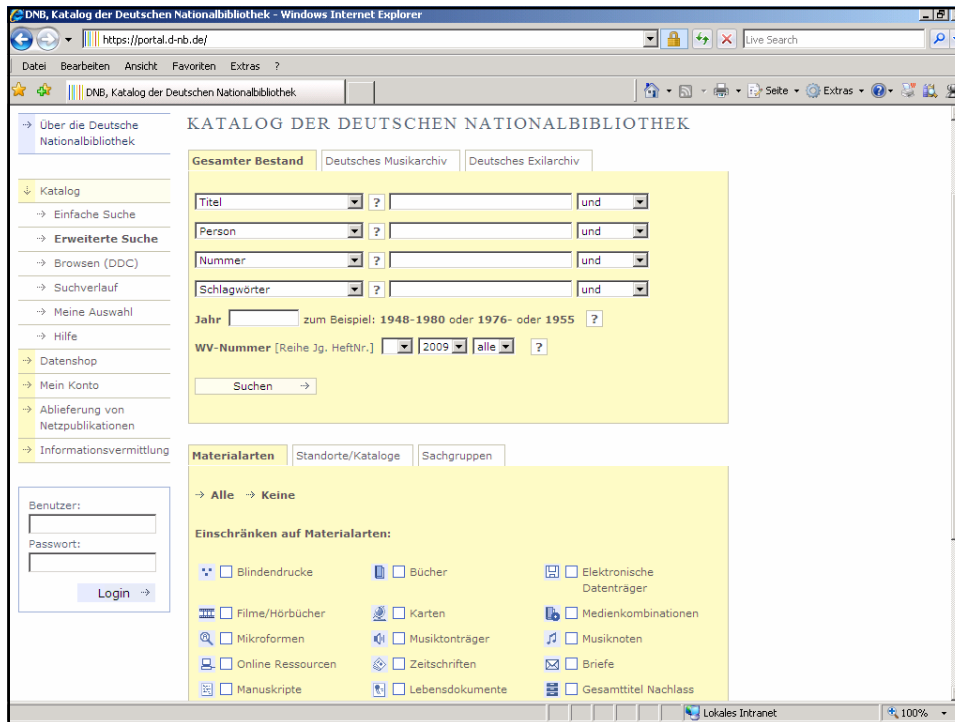 DNB, Katalog der Deutschen Nationalbibliothek - Windows Internet Explorer
https://portal.d-nb.de/
Live Search
Datei Bearbeiten Ansicht Favoriten Extras ?
DNB, Katalog der Deutschen Nationalbibliothek
Seite Extras
Über die Deutsche
Nationalbibliothek
Katalog
Einfache Suche
Erweiterte Suche
Browsen (DDC)
Suchverlauf
Meine Auswahl
Hilfe
Datenshop
Mein Konto
Ablieferung von
Netzpublikationen
Informationsvermittlung
Benutzer:
Passwort:
Login
KATALOG DER DEUTSCHEN NATIONALBIBLIOTHEK
Gesamter Bestand Deutsches Musikarchiv Deutsches Exilarchiv
Titel ? und
Person ? und
Nummer ? und
Schlagwörter ? und
Jahr zum Beispiel: 1948-1980 oder 1976- oder 1955 ?
WV-Nummer [Reihe Jg. HeftNr.] 2009 alle ?
Suchen
Materialarten Standorte/Kataloge Sachgruppen
Alle Keine
Einschränken auf Materialarten:
Blindendrucke Bücher Elektronische
Datenträger
Filme/Hörbücher Karten Medienkombinationen
Mikroformen Musiktonträger Musiknoten
Online Ressourcen Zeitschriften Briefe
Manuskripte Lebensdokumente Gesamttitel Nachlass
Lokales Intranet 100%